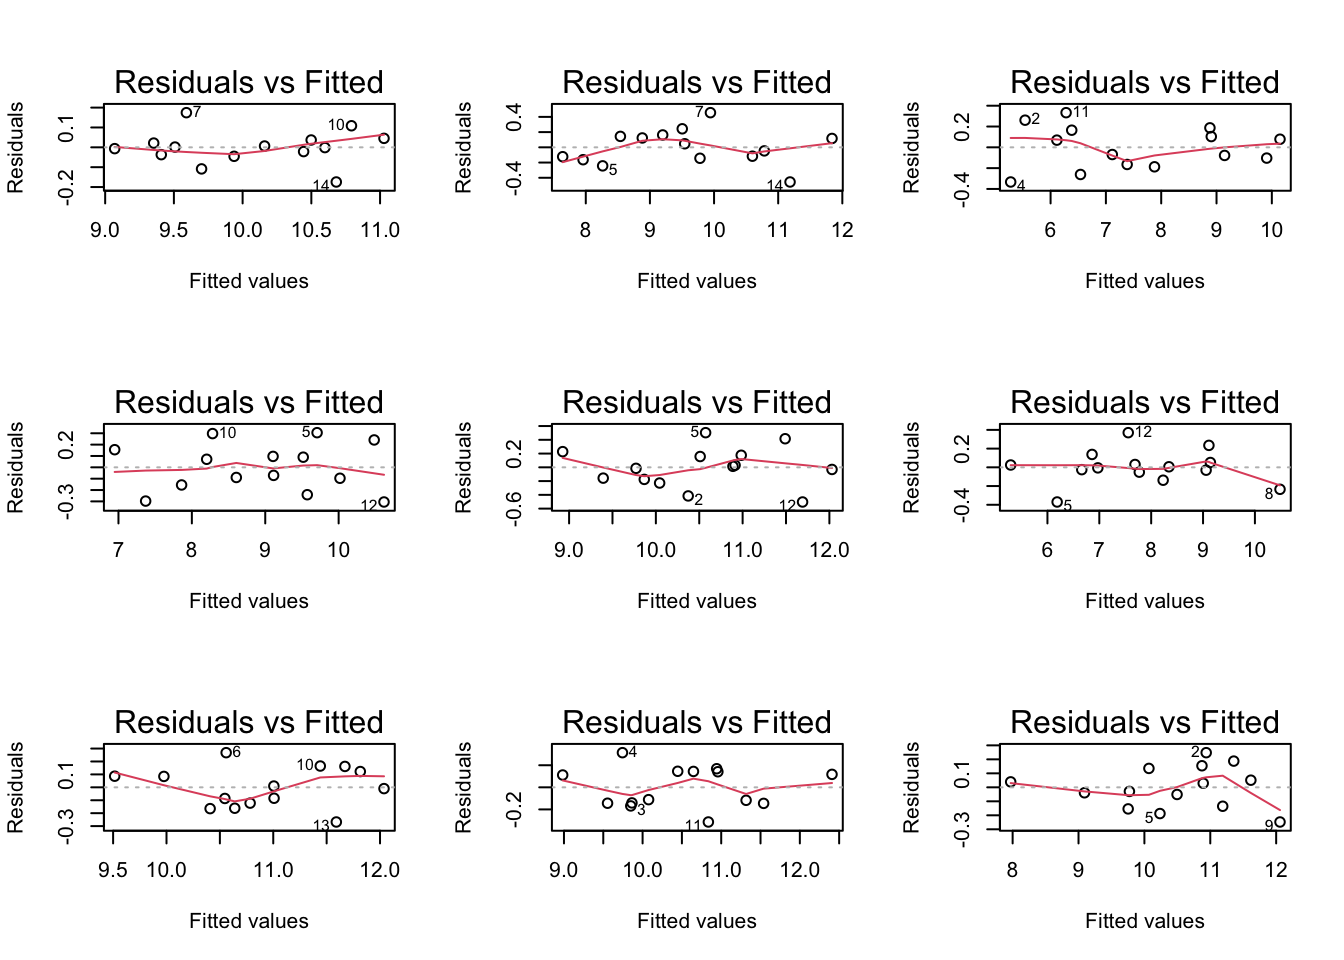 Residuals vs Fitted
Residuals
0.1
-0.2
7
10
14
9.0 9.5 10.0 10.5 11.0
Fitted values
Residuals vs Fitted
Residuals
0.4
-0.4
7
5
14
8 9 10 11 12
Fitted values
Residuals vs Fitted
Residuals
0.2
-0.4
11
2
4
6 7 8 9 10
Fitted values
Residuals vs Fitted
Residuals
0.2
-0.3
10
5
12
7 8 9 10
Fitted values
Residuals vs Fitted
Residuals
0.2
-0.6
5
2
12
9.0 10.0 11.0 12.0
Fitted values
Residuals vs Fitted
Residuals
0.2
-0.4
12
8
5
6 7 8 9 10
Fitted values
Residuals vs Fitted
Residuals
0.1
-0.3
6
10
13
9.5 10.0 11.0 12.0
Fitted values
Residuals vs Fitted
Residuals
-0.2
4
3
11
9.0 10.0 11.0 12.0
Fitted values
Residuals vs Fitted
Residuals
0.1
-0.3
2
5
9
8 9 10 11 12
Fitted values